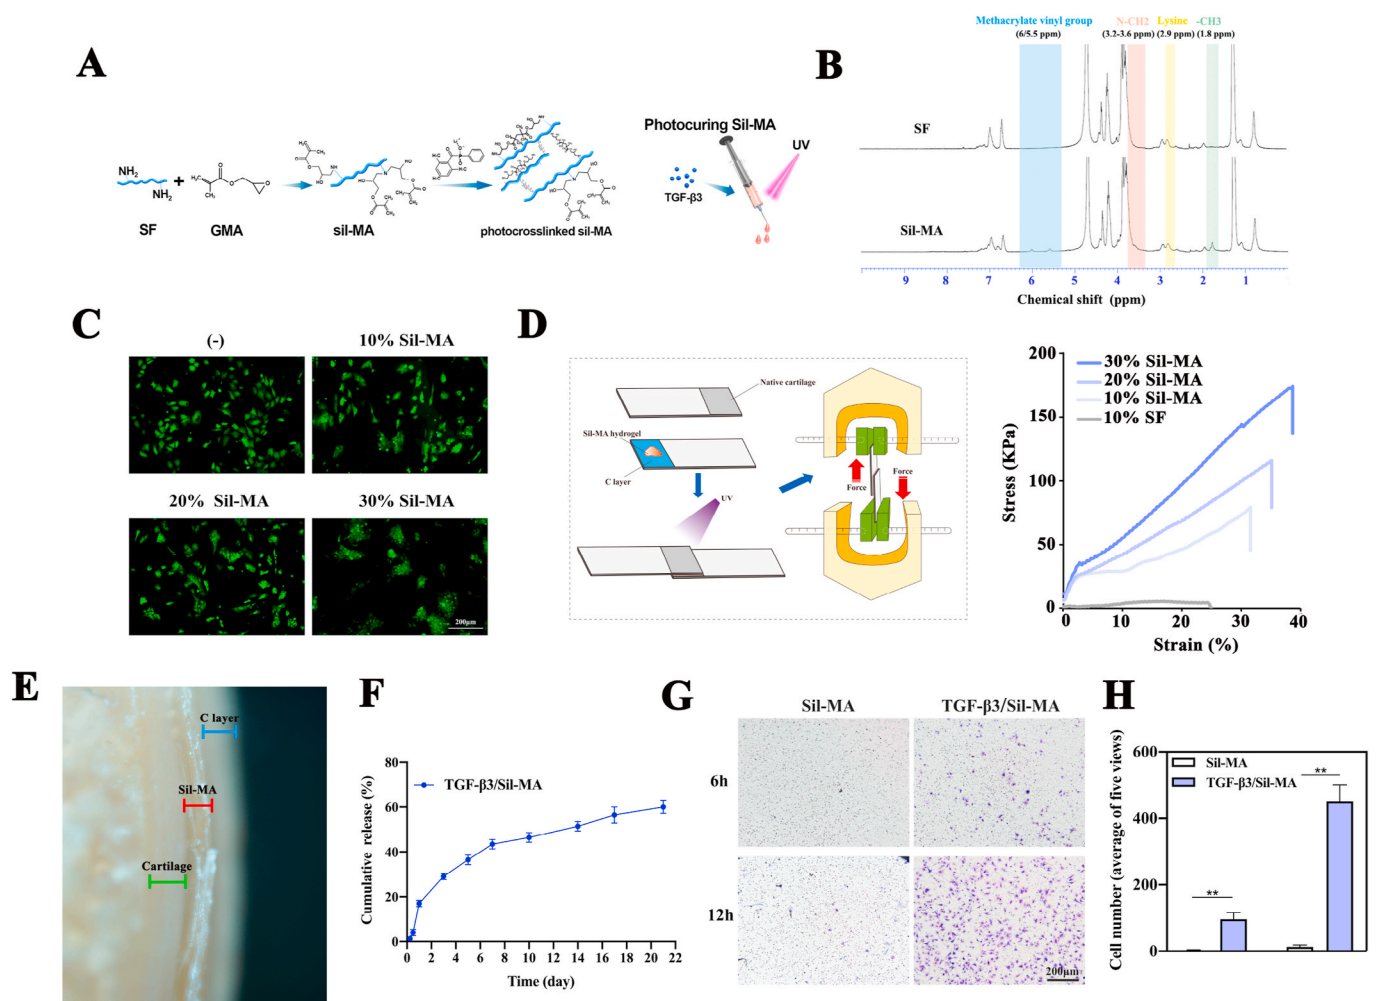 A
NH2
NH2
SF
+
GMA
sil-MA
photocrosslinked sil-MA
Photocuring Sil-MA
TGF-β3
UV
B
Methacrylate vinyl group
(6/5.5 ppm)
N-CH2
(3.2-3.6 ppm)
Lysine
(2.9 ppm)
-CH3
(1.8 ppm)
SF
Sil-MA
9 8 7 6 5 4 3 2 1
Chemical shift (ppm)
C
(-)
10% Sil-MA
20% Sil-MA
30% Sil-MA
200μm
D
Native cartilage
Sil-MA hydrogel
C layer
UV
Force
Force
200
150
100
50
0
Stress (KPa)
30% Sil-MA
20% Sil-MA
10% Sil-MA
10% SF
0 10 20 30 40
Strain (%)
E
C layer
Sil-MA
Cartilage
F
Cumulative release (%)
80
60
40
20
0
TGF-β3/Sil-MA
0 2 4 6 8 10 12 14 16 18 20 22
Time (day)
G
Sil-MA
TGF-β3/Sil-MA
6h
12h
200μm
H
Cell number (average of five views)
600
400
200
0
Sil-MA
TGF-β3/Sil-MA
**
**